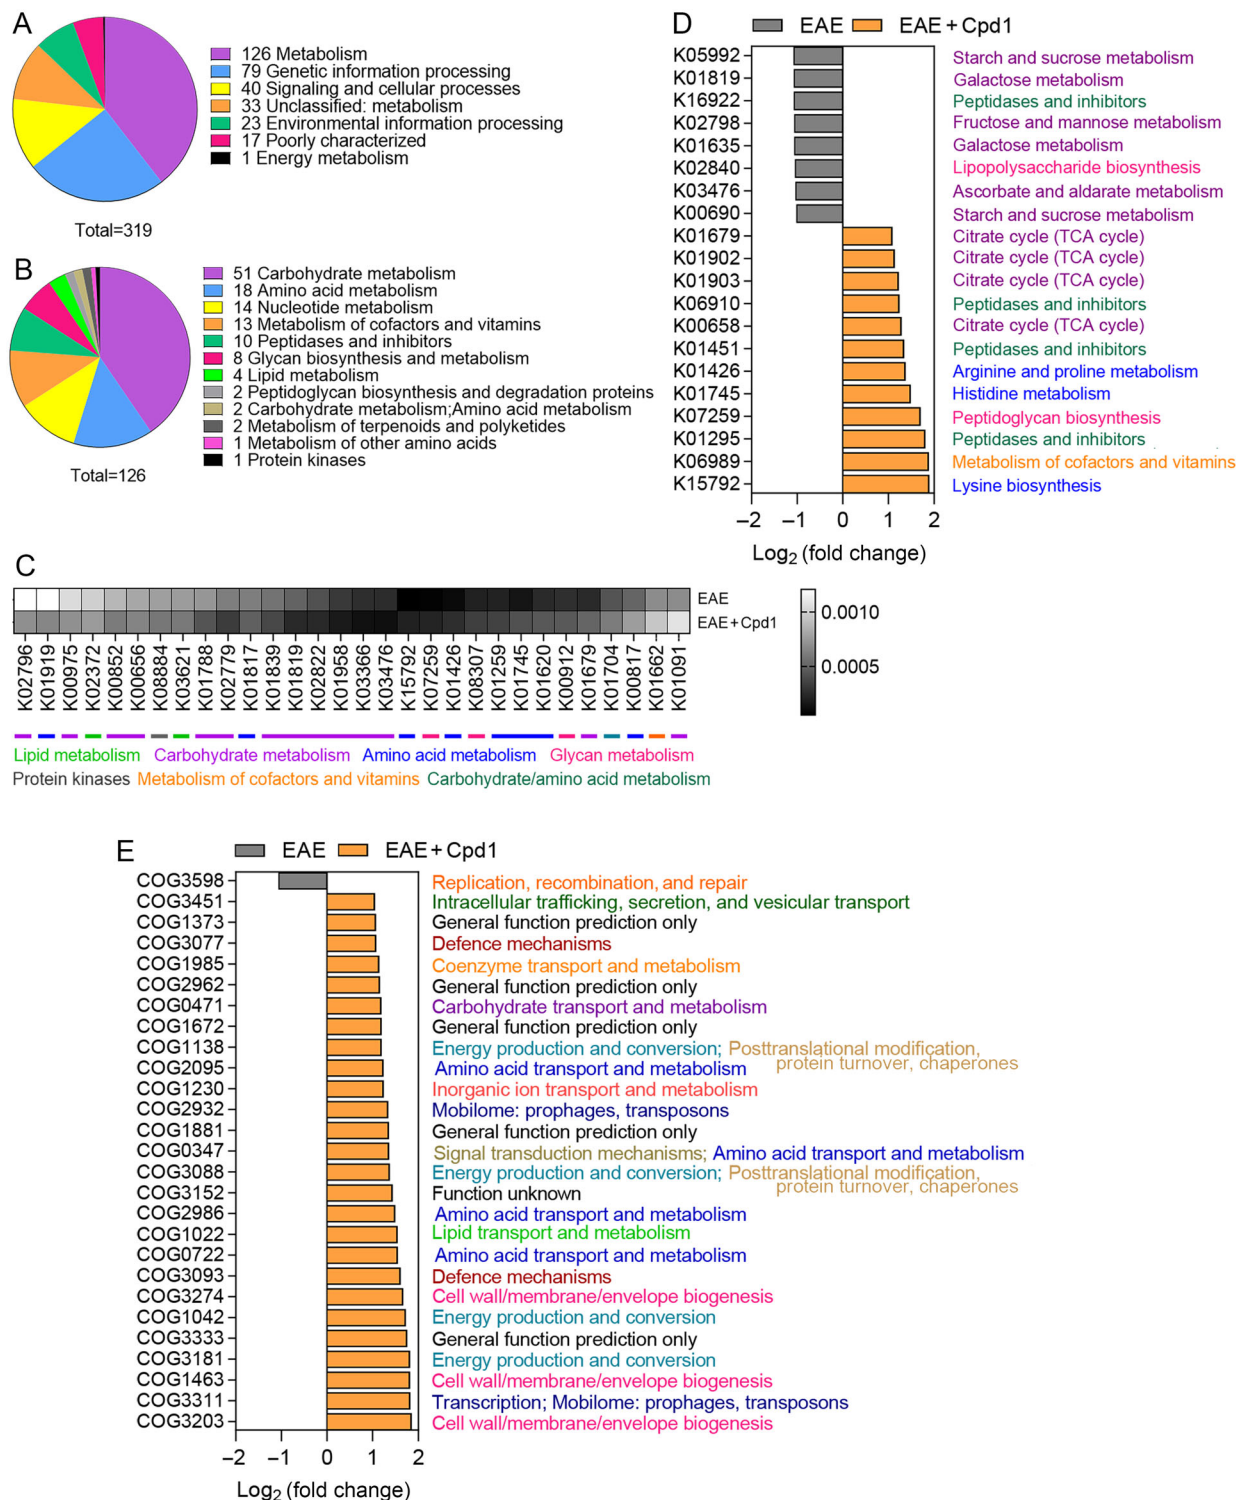 A
126 Metabolism
79 Genetic information processing
40 Signaling and cellular processes
33 Unclassified: metabolism
23 Environmental information processing
17 Poorly characterized
1 Energy metabolism
Total=319
B
51 Carbohydrate metabolism
18 Amino acid metabolism
14 Nucleotide metabolism
13 Metabolism of cofactors and vitamins
10 Peptidases and inhibitors
8 Glycan biosynthesis and metabolism
4 Lipid metabolism
2 Peptidoglycan biosynthesis and degradation proteins
2 Carbohydrate metabolism;Amino acid metabolism
2 Metabolism of terpenoids and polyketides
1 Metabolism of other amino acids
1 Protein kinases
Total=126
D
EAE EAE+Cpd1
K05992 Starch and sucrose metabolism
K01819 Galactose metabolism
K16922 Peptidases and inhibitors
K02798 Fructose and mannose metabolism
K01635 Galactose metabolism
K02840 Lipopolysaccharide biosynthesis
K03476 Ascorbate and aldarate metabolism
K00690 Starch and sucrose metabolism
K01679 Citrate cycle (TCA cycle)
K01902 Citrate cycle (TCA cycle)
K01903 Citrate cycle (TCA cycle)
K06910 Peptidases and inhibitors
K00658 Citrate cycle (TCA cycle)
K01451 Peptidases and inhibitors
K01426 Arginine and proline metabolism
K01745 Histidine metabolism
K07259 Peptidoglycan biosynthesis
K01295 Peptidases and inhibitors
K06989 Metabolism of cofactors and vitamins
K15792 Lysine biosynthesis
−2 −1 0 1 2
Log2 (fold change)
C
EAE
EAE+Cpd1
0.0010
0.0005
K02796 K01919 K00975 K02372 K00852 K00656 K08884 K03621 K01788 K02779 K01817 K01839 K01819 K02822 K01958 K03366 K03476 K15792 K07259 K01426 K08307 K01259 K01745 K01620 K00912 K01679 K01704 K00817 K01662 K01091
Lipid metabolism Carbohydrate metabolism Amino acid metabolism Glycan metabolism
Protein kinases Metabolism of cofactors and vitamins Carbohydrate/amino acid metabolism
E
EAE EAE+Cpd1
COG3598 Replication, recombination, and repair
COG3451 Intracellular trafficking, secretion, and vesicular transport
COG1373 General function prediction only
COG3077 Defence mechanisms
COG1985 Coenzyme transport and metabolism
COG2962 General function prediction only
COG0471 Carbohydrate transport and metabolism
COG1672 General function prediction only
COG1138 Energy production and conversion; Posttranslational modification,
protein turnover, chaperones
COG2095 Amino acid transport and metabolism
COG1230 Inorganic ion transport and metabolism
COG2932 Mobilome: prophages, transposons
COG1881 General function prediction only
COG0347 Signal transduction mechanisms; Amino acid transport and metabolism
COG3088 Energy production and conversion; Posttranslational modification,
protein turnover, chaperones
COG3152 Function unknown
COG2986 Amino acid transport and metabolism
COG1022 Lipid transport and metabolism
COG0722 Amino acid transport and metabolism
COG3093 Defence mechanisms
COG3274 Cell wall/membrane/envelope biogenesis
COG1042 Energy production and conversion
COG3333 General function prediction only
COG3181 Energy production and conversion
COG1463 Cell wall/membrane/envelope biogenesis
COG3311 Transcription; Mobilome: prophages, transposons
COG3203 Cell wall/membrane/envelope biogenesis
−2 −1 0 1 2
Log2 (fold change)